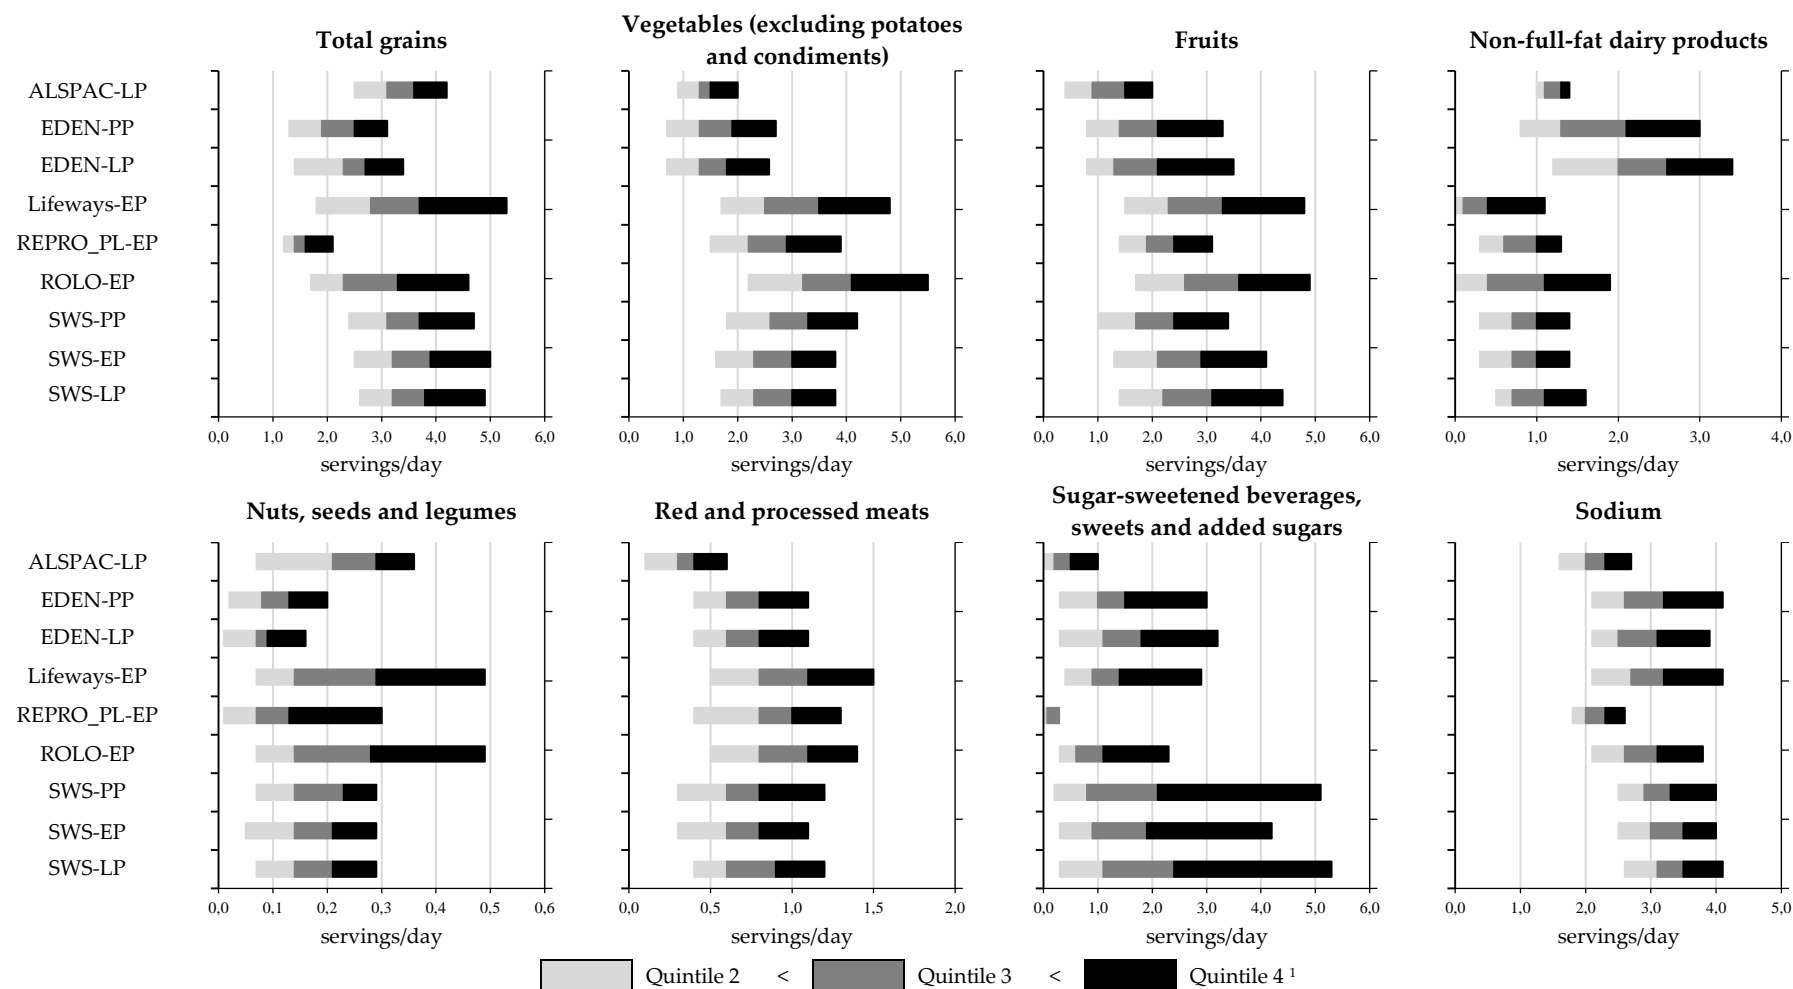 Total grains
Vegetables (excluding potatoes
and condiments)
Fruits
Non-full-fat dairy products
ALSPAC-LP
EDEN-PP
EDEN-LP
Lifeways-EP
REPRO_PL-EP
ROLO-EP
SWS-PP
SWS-EP
SWS-LP
0,0 1,0 2,0 3,0 4,0 5,0 6,0
0,0 1,0 2,0 3,0 4,0 5,0 6,0
0,0 1,0 2,0 3,0 4,0 5,0 6,0
0,0 1,0 2,0 3,0 4,0
servings/day
servings/day
servings/day
servings/day
Nuts, seeds and legumes
Red and processed meats
Sugar-sweetened beverages,
sweets and added sugars
Sodium
ALSPAC-LP
EDEN-PP
EDEN-LP
Lifeways-EP
REPRO_PL-EP
ROLO-EP
SWS-PP
SWS-EP
SWS-LP
0,0 0,1 0,2 0,3 0,4 0,5 0,6
0,0 0,5 1,0 1,5 2,0
0,0 1,0 2,0 3,0 4,0 5,0 6,0
0,0 1,0 2,0 3,0 4,0 5,0
servings/day
servings/day
servings/day
servings/day
Quintile 2 < Quintile 3 < Quintile 4 ¹